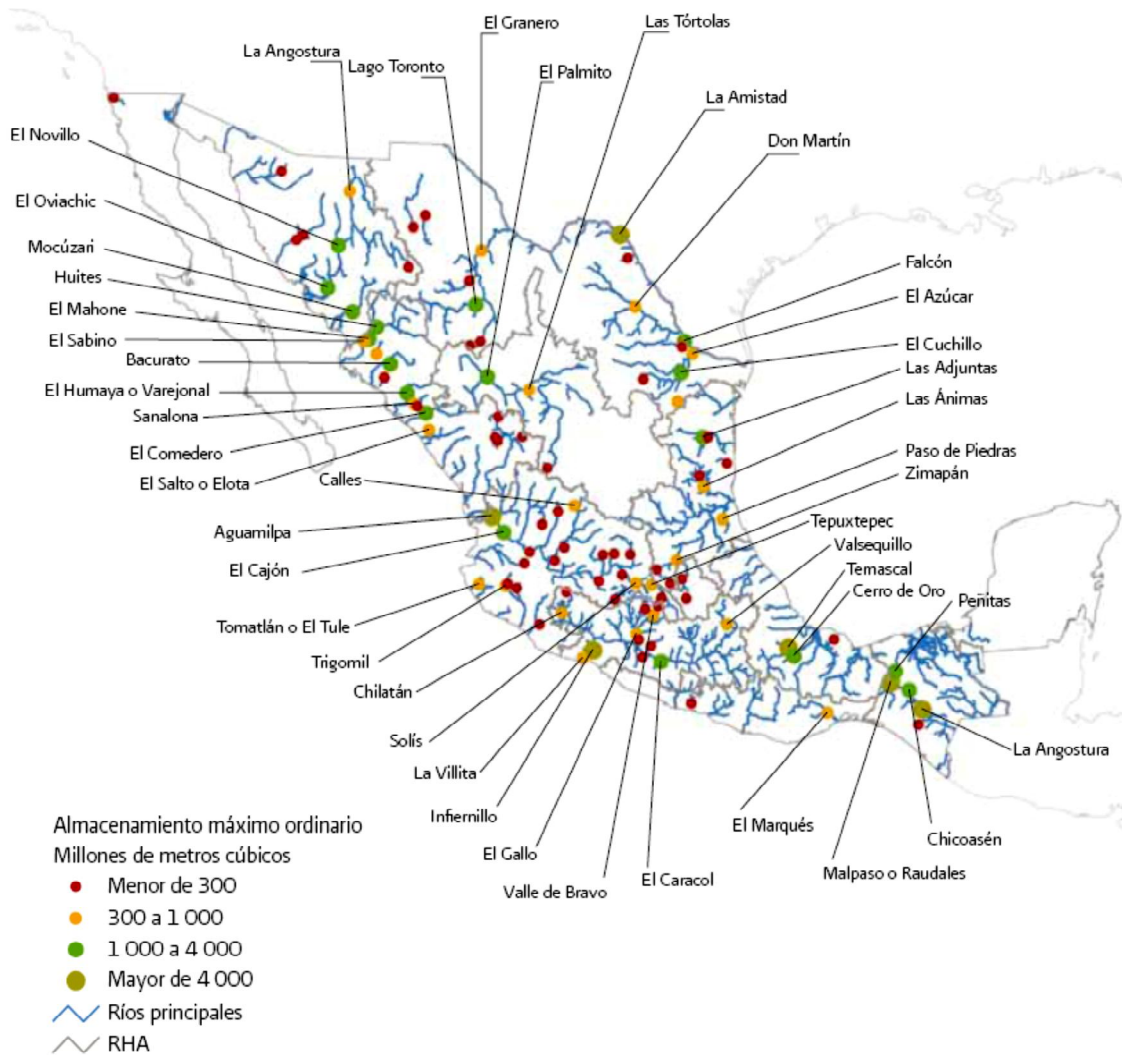 El Granero
Las Tórtolas
La Angostura
Lago Toronto
El Palmito
La Amistad
Don Martín
El Novillo
El Oviachic
Mocúzari
Huites
El Mahone
El Sabino
Bacurato
El Humaya o Varejonal
Sanalona
El Comedero
El Salto o Elota
Calles
Aguamilpa
El Cajón
Tomatlán o El Tule
Trigomil
Chilatán
Solís
La Villita
Infiernillo
El Gallo
Valle de Bravo
El Caracol
Falcón
El Azúcar
El Cuchillo
Las Adjuntas
Las Ánimas
Paso de Piedras
Zimapán
Tepuxtepec
Valsequillo
Temascal
Cerro de Oro
Peñitas
La Angostura
Chicoasén
Malpaso o Raudales
El Marqués
Almacenamiento máximo ordinario
Millones de metros cúbicos
Menor de 300
300 a 1 000
1 000 a 4 000
Mayor de 4 000
Ríos principales
RHA